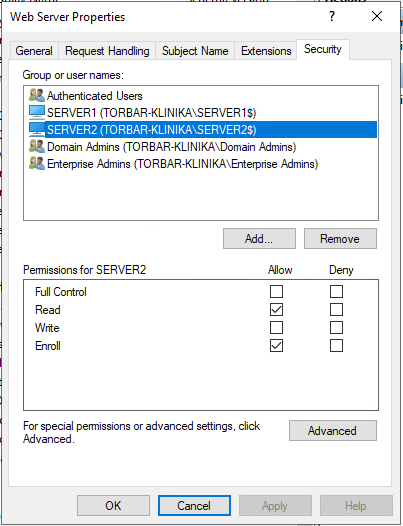 Web Server Properties
General
Request Handling
Subject Name
Extensions
Security
Group or user names:
Authenticated Users
SERVER1 (TORBAR-KLINIKA\SERVER1$)
SERVER2 (TORBAR-KLINIKA\SERVER2$)
Domain Admins (TORBAR-KLINIKA\Domain Admins)
Enterprise Admins (TORBAR-KLINIKA\Enterprise Admins)
Add...
Remove
Permissions for SERVER2
Allow
Deny
Full Control
Read
Write
Enroll
For special permissions or advanced settings, click
Advanced.
Advanced
OK
Cancel
Apply
Help